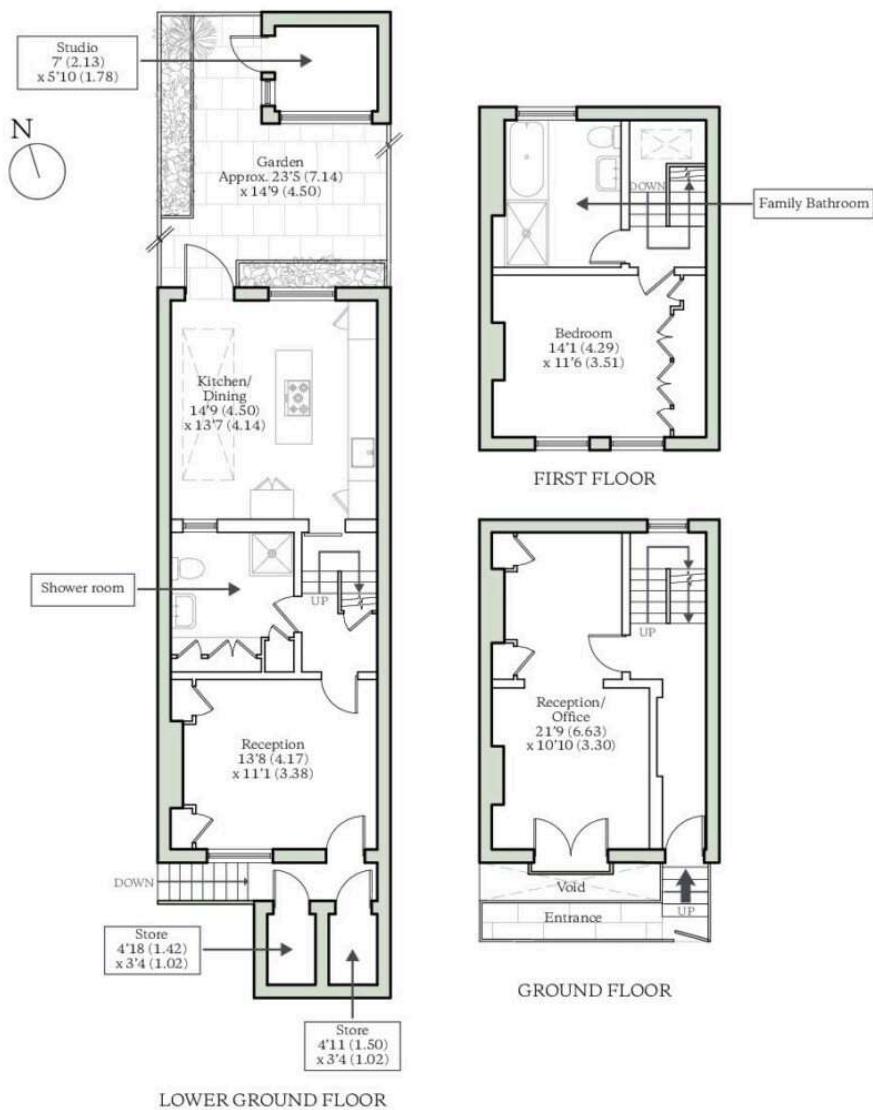 Studio
7' (2.13)
x 5'10 (1.78)
N
Garden
Approx. 23'5 (7.14)
x 14'9 (4.50)
Kitchen/
Dining
14'9 (4.50)
x 13'7 (4.14)
Shower room
UP
Reception
13'8 (4.17)
x 11'1 (3.38)
DOWN
Store
4'18 (1.42)
x 3'4 (1.02)
Store
4'11 (1.50)
x 3'4 (1.02)
LOWER GROUND FLOOR
DOWN
Family Bathroom
Bedroom
14'1 (4.29)
x 11'6 (3.51)
FIRST FLOOR
UP
Reception/
Office
21'9 (6.63)
x 10'10 (3.30)
Void
Entrance
UP
GROUND FLOOR